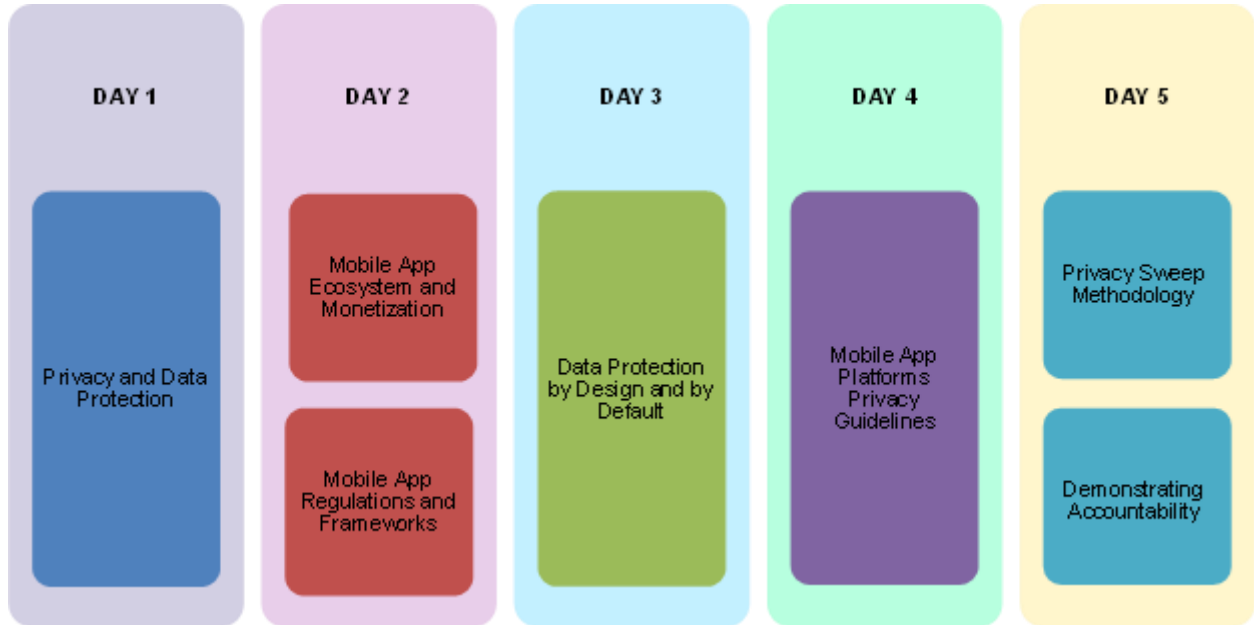 DAY 1
Privacy and Data
Protection
DAY 2
Mobile App
Ecosystem and
Monetization
Mobile App
Regulations and
Frameworks
DAY 3
Data Protection
by Design and by
Default
DAY 4
Mobile App
Platforms
Privacy
Guidelines
DAY 5
Privacy Sweep
Methodology
Demonstrating
Accountability